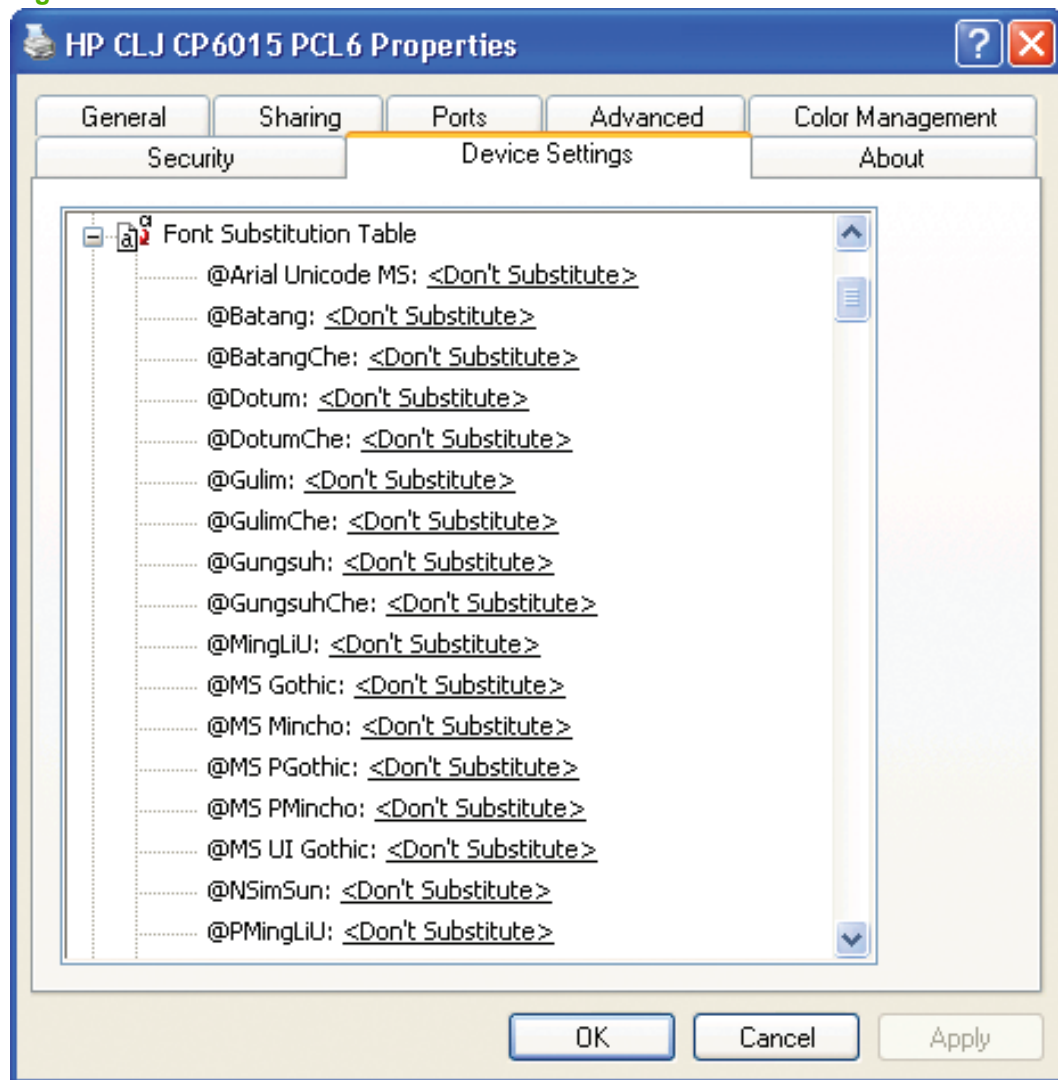 HP CLJ CP6015 PCL6 Properties
General Sharing Ports Advanced Color Management
Security Device Settings About
Font Substitution Table
@Arial Unicode MS: <Don't Substitute>
@Batang: <Don't Substitute>
@BatangChe: <Don't Substitute>
@Dotum: <Don't Substitute>
@DotumChe: <Don't Substitute>
@Gulim: <Don't Substitute>
@GulimChe: <Don't Substitute>
@Gungsuh: <Don't Substitute>
@GungsuhChe: <Don't Substitute>
@MingLiU: <Don't Substitute>
@MS Gothic: <Don't Substitute>
@MS Mincho: <Don't Substitute>
@MS PGothic: <Don't Substitute>
@MS PMincho: <Don't Substitute>
@MS UI Gothic: <Don't Substitute>
@NSimSun: <Don't Substitute>
@PMingLiU: <Don't Substitute>
OK Cancel Apply